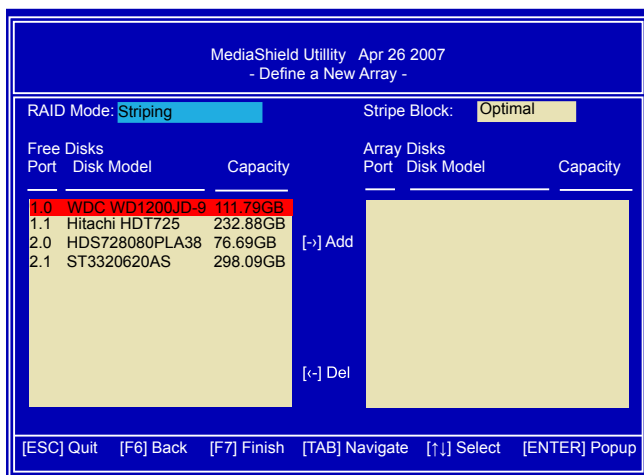 MediaShield Utillity Apr 26 2007
- Define a New Array -
RAID Mode: Striping Stripe Block: Optimal
Free Disks Array Disks
Port Disk Model Capacity Port Disk Model Capacity
1.0 WDC WD1200JD-9 111.79GB
1.1 Hitachi HDT725 232.88GB
2.0 HDS728080PLA38 76.69GB [->] Add
2.1 ST3320620AS 298.09GB
[<-] Del
[ESC] Quit [F6] Back [F7] Finish [TAB] Navigate [↑↓] Select [ENTER] Popup